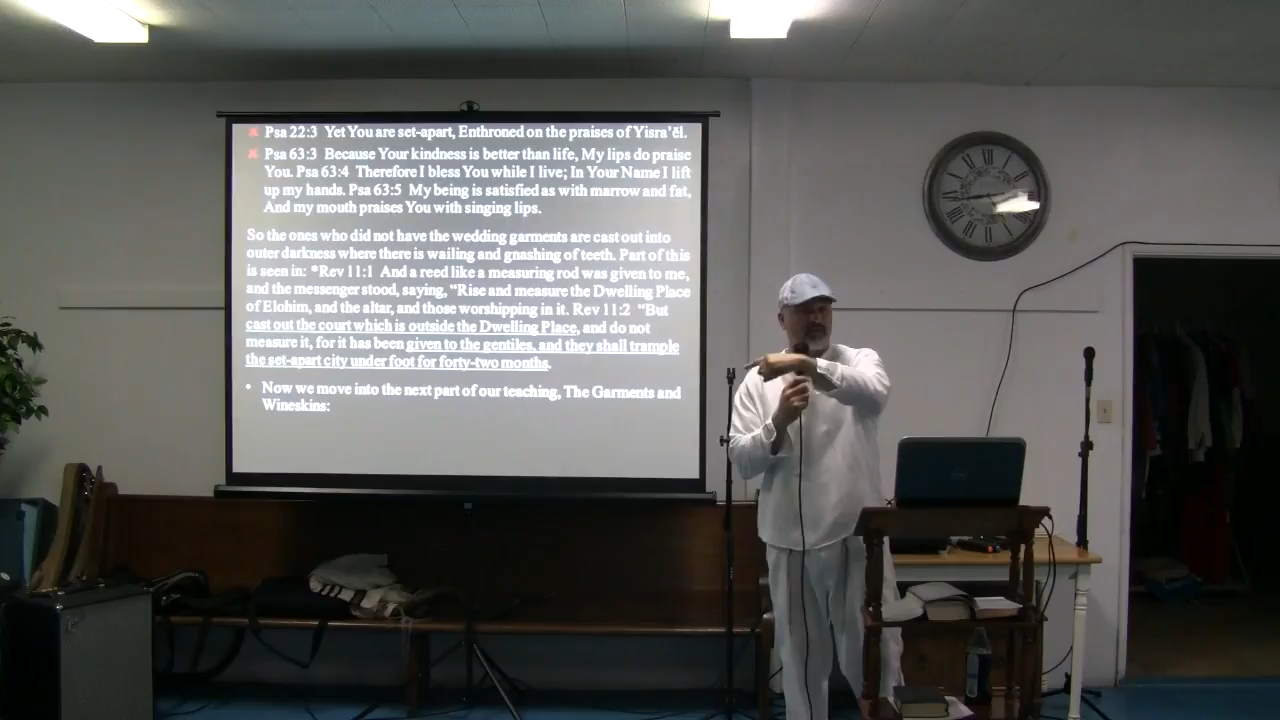 Psa 22:3 Yet You are set-apart, Enthroned on the praises of Yisra'ĕl.
Psa 63:3 Because Your kindness is better than life, My lips do praise
You. Psa 63:4 Therefore I bless You while I live; In Your Name I lift
up my hands. Psa 63:5 My being is satisfied as with marrow and fat,
And my mouth praises You with singing lips.
So the ones who did not have the wedding garments are cast out into
outer darkness where there is wailing and gnashing of teeth. Part of this
is seen in: *Rev 11:1 And a reed like a measuring rod was given to me,
and the messenger stood, saying, "Rise and measure the Dwelling Place
of Elohim, and the altar, and those worshipping in it. Rev 11:2 "But
cast out the court which is outside the Dwelling Place, and do not
measure it, for it has been given to the gentiles, and they shall trample
the set-apart city under foot for forty-two months.
• Now we move into the next part of our teaching, The Garments and
Wineskins: